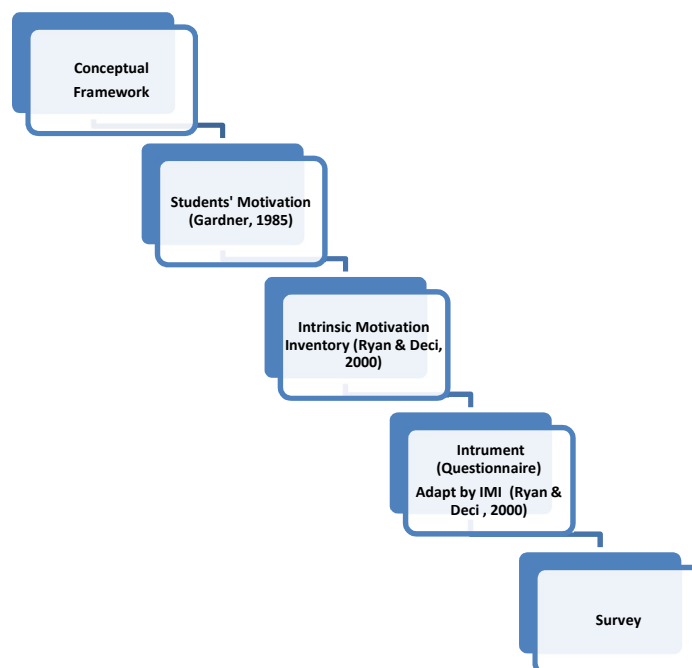 Conceptual
Framework
Students' Motivation
(Gardner, 1985)
Intrinsic Motivation
Inventory (Ryan & Deci,
2000)
Intrument
(Questionnaire)
Adapt by IMI (Ryan &
Deci , 2000)
Survey